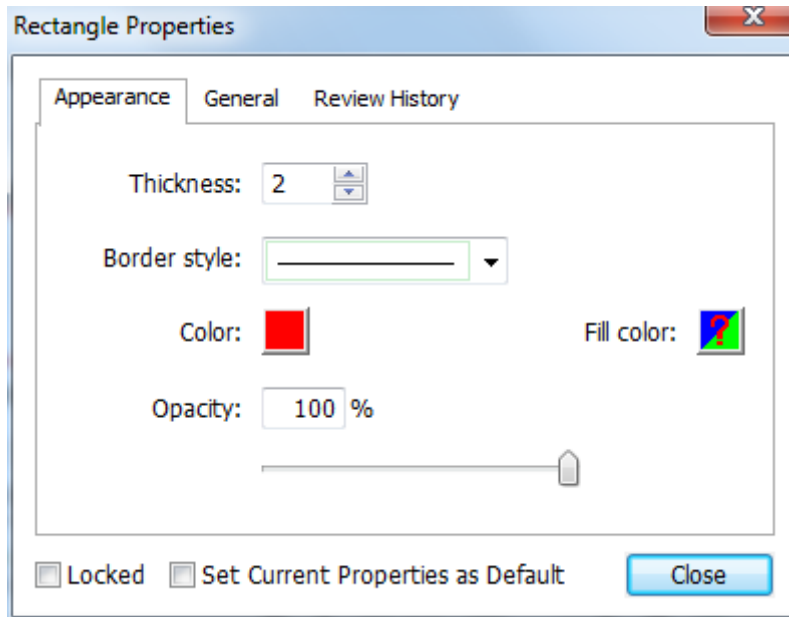 Rectangle Properties
Appearance General Review History
Thickness: 2
Border style:
Color: Fill color: ?
Opacity: 100 %
Locked Set Current Properties as Default Close